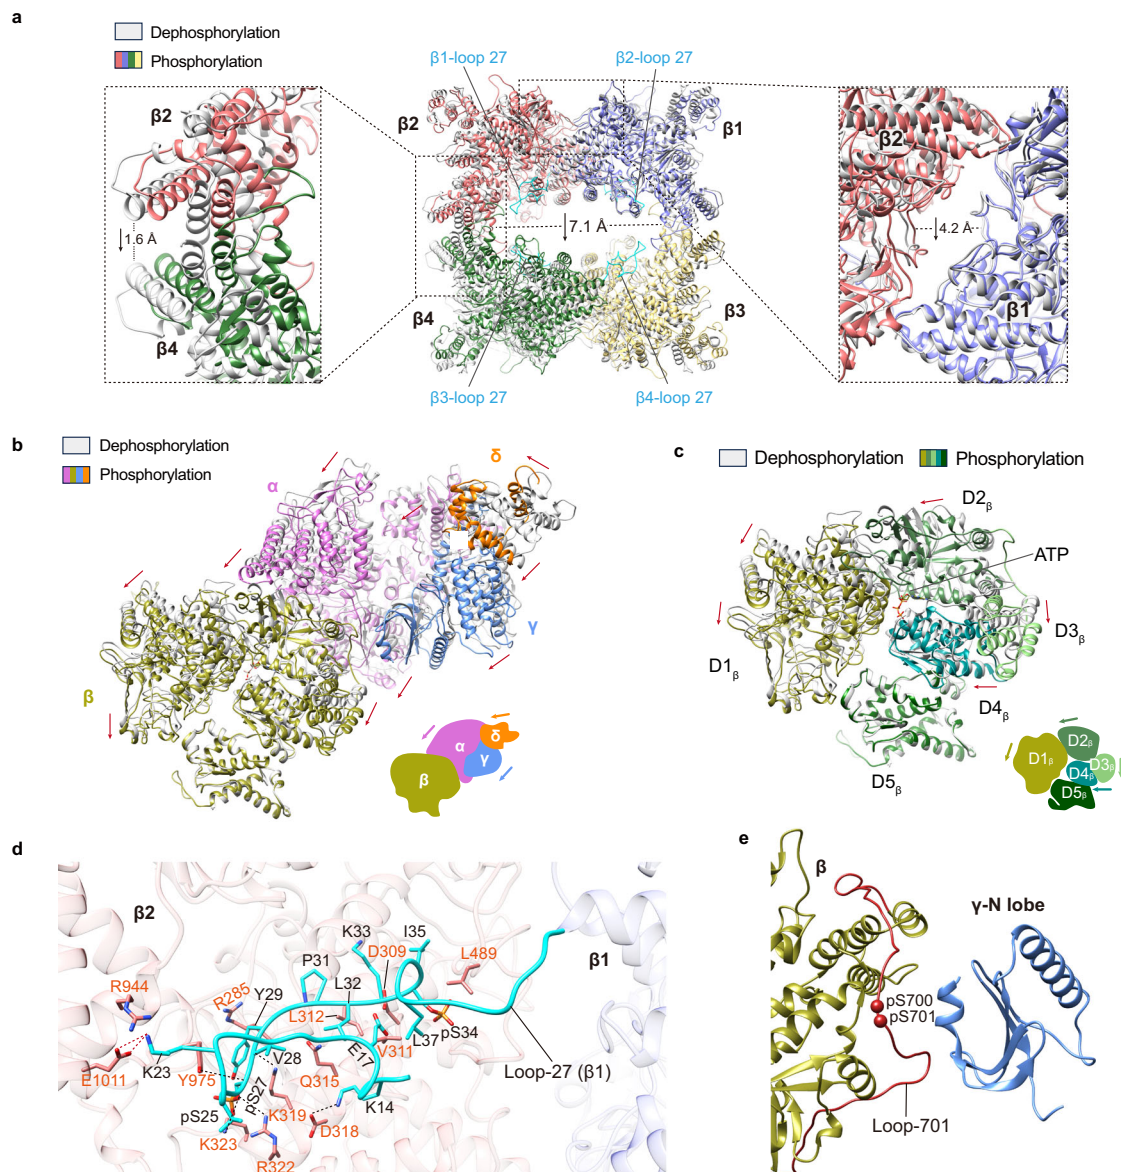 a
Dephosphorylation
Phosphorylation
β1-loop 27
β2-loop 27
β2
β4
1.6 Å
β2
β1
β4
β3
7.1 Å
β2
β1
4.2 Å
β3-loop 27
β4-loop 27
b
Dephosphorylation
Phosphorylation
α
δ
γ
β
α
δ
γ
β
c
Dephosphorylation
Phosphorylation
D2β
ATP
D3β
D1β
D4β
D5β
D2β
D1β
D3β
D4β
D5β
d
β2
β1
K33
I35
D309
L489
P31
R944
R285
Y29
L32
L312
pS34
L37
V311
E17
V28
E1011
K23
Y975
Q315
Loop-27 (β1)
pS27
K14
pS25
K319
K323
D318
R322
e
β
γ-N lobe
pS700
pS701
Loop-701